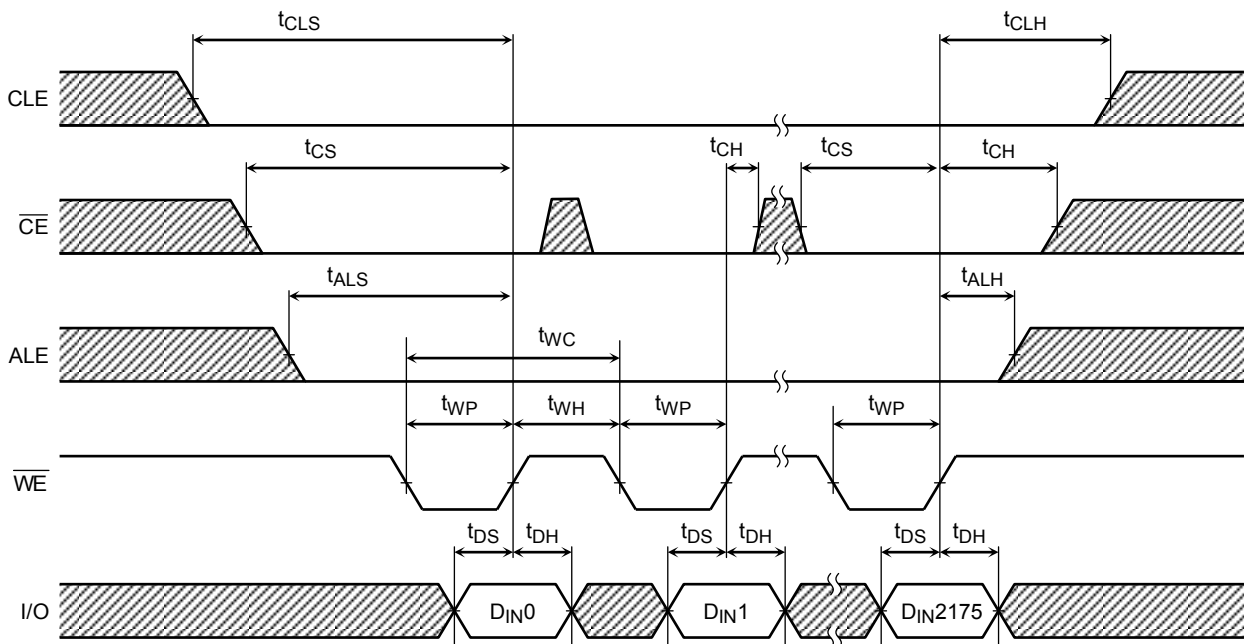 tCLS
tCLH
CLE
tCS
tCH
tCS
tCH
CE
tALS
tALH
ALE
tWC
tWP
tWH
tWP
tWP
WE
tDS
tDH
tDS
tDH
tDS
tDH
I/O
DIN0
DIN1
DIN2175